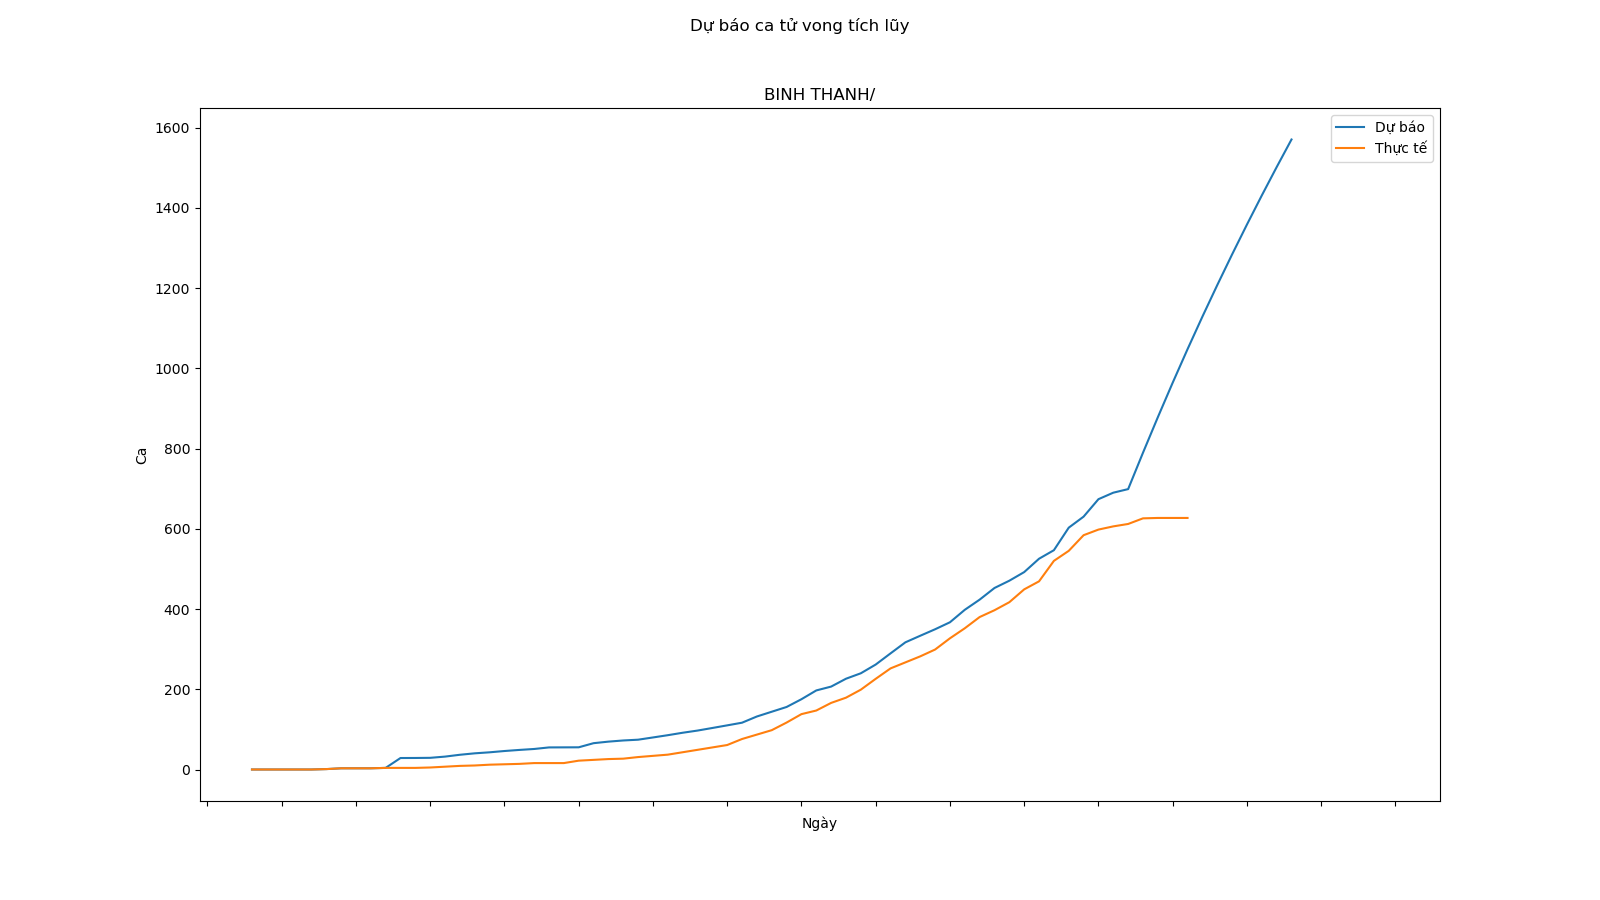 Dự báo ca tử vong tích lũy
BINH THANH/
1600
1400
1200
1000
800
600
400
200
0
Ca
Ngày
Dự báo
Thực tế